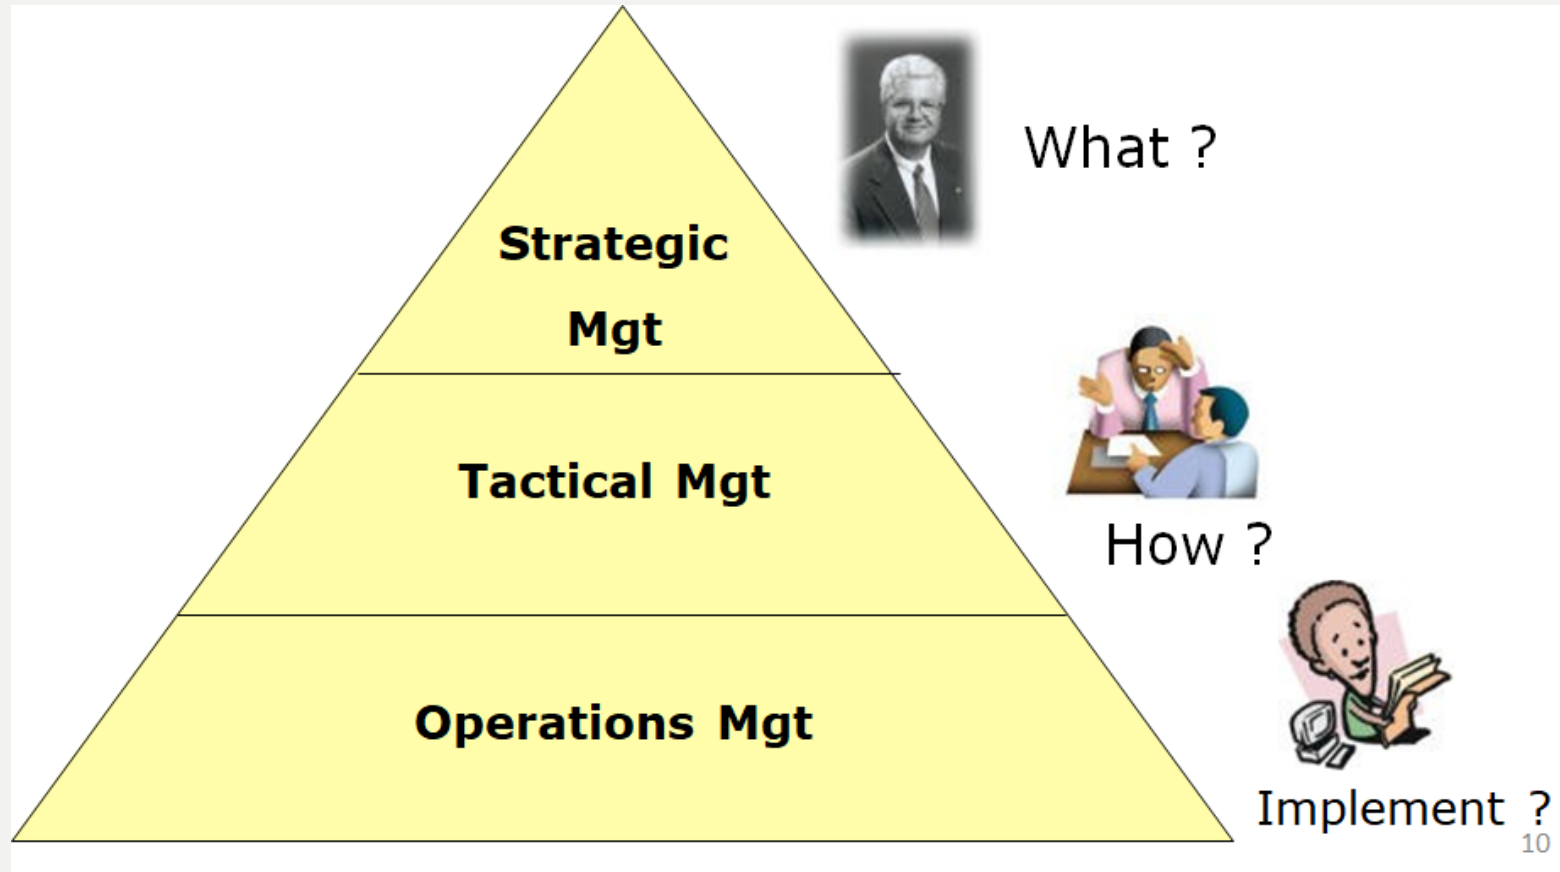 What ?
Strategic
Mgt
Tactical Mgt
How ?
Operations Mgt
Implement ?
10